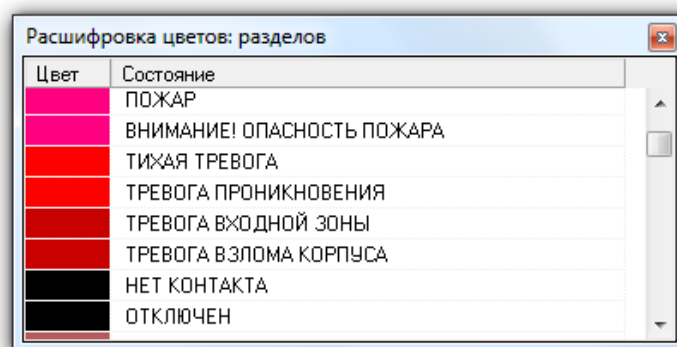 Расшифровка цветов: разделов
Цвет Состояние
ПОЖАР
ВНИМАНИЕ! ОПАСНОСТЬ ПОЖАРА
ТИХАЯ ТРЕВОГА
ТРЕВОГА ПРОНИКНОВЕНИЯ
ТРЕВОГА ВХОДНОЙ ЗОНЫ
ТРЕВОГА ВЗЛОМА КОРПУСА
НЕТ КОНТАКТА
ОТКЛЮЧЕН